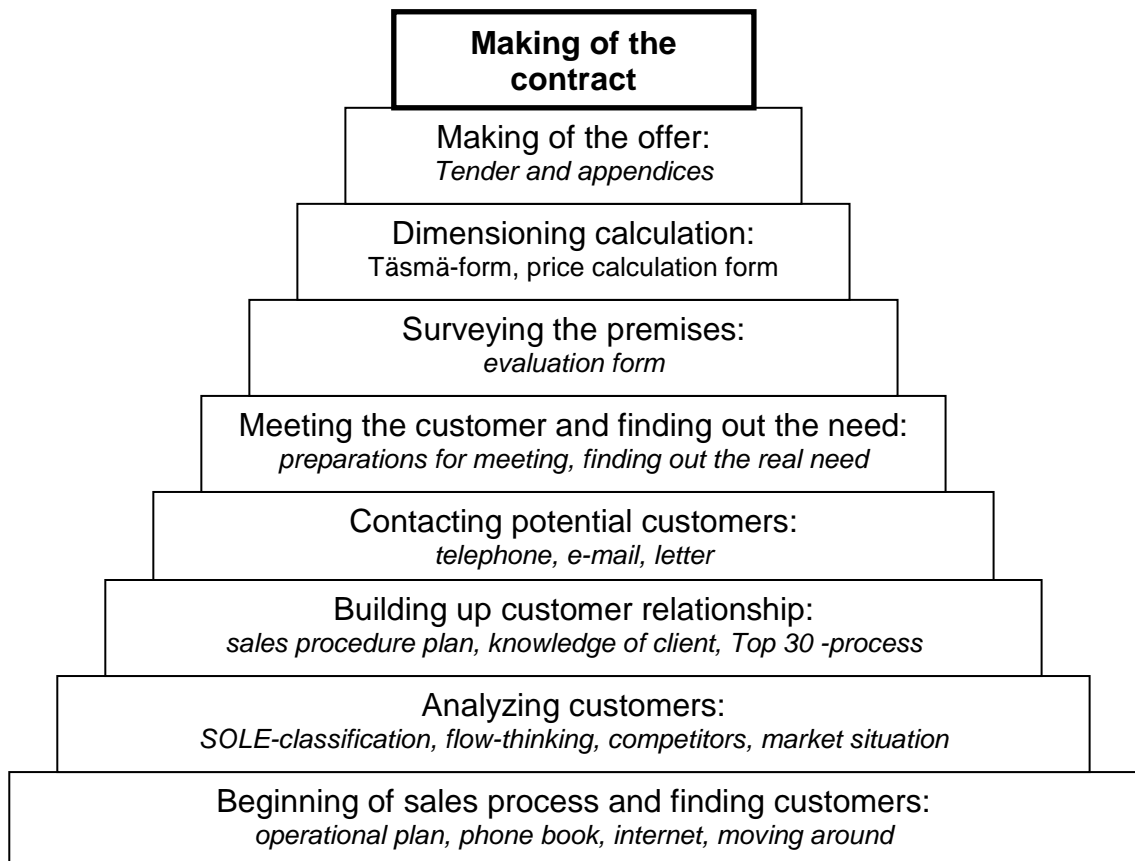 Making of the
contract
Making of the offer:
Tender and appendices
Dimensioning calculation:
Täsmä-form, price calculation form
Surveying the premises:
evaluation form
Meeting the customer and finding out the need:
preparations for meeting, finding out the real need
Contacting potential customers:
telephone, e-mail, letter
Building up customer relationship:
sales procedure plan, knowledge of client, Top 30 -process
Analyzing customers:
SOLE-classification, flow-thinking, competitors, market situation
Beginning of sales process and finding customers:
operational plan, phone book, internet, moving around